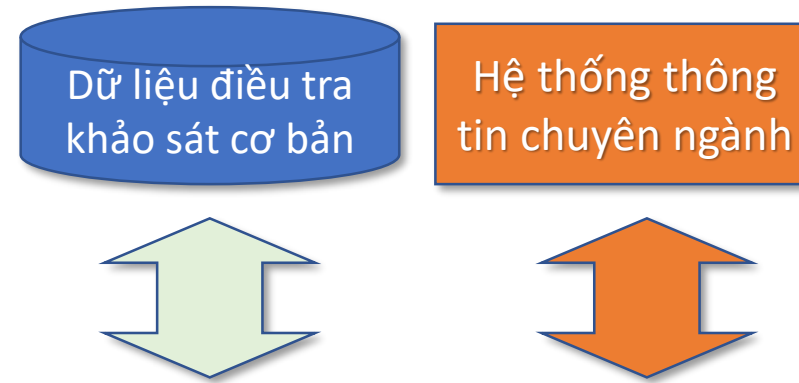 Dữ liệu điều tra
khảo sát cơ bản
Hệ thống thông
tin chuyên ngành